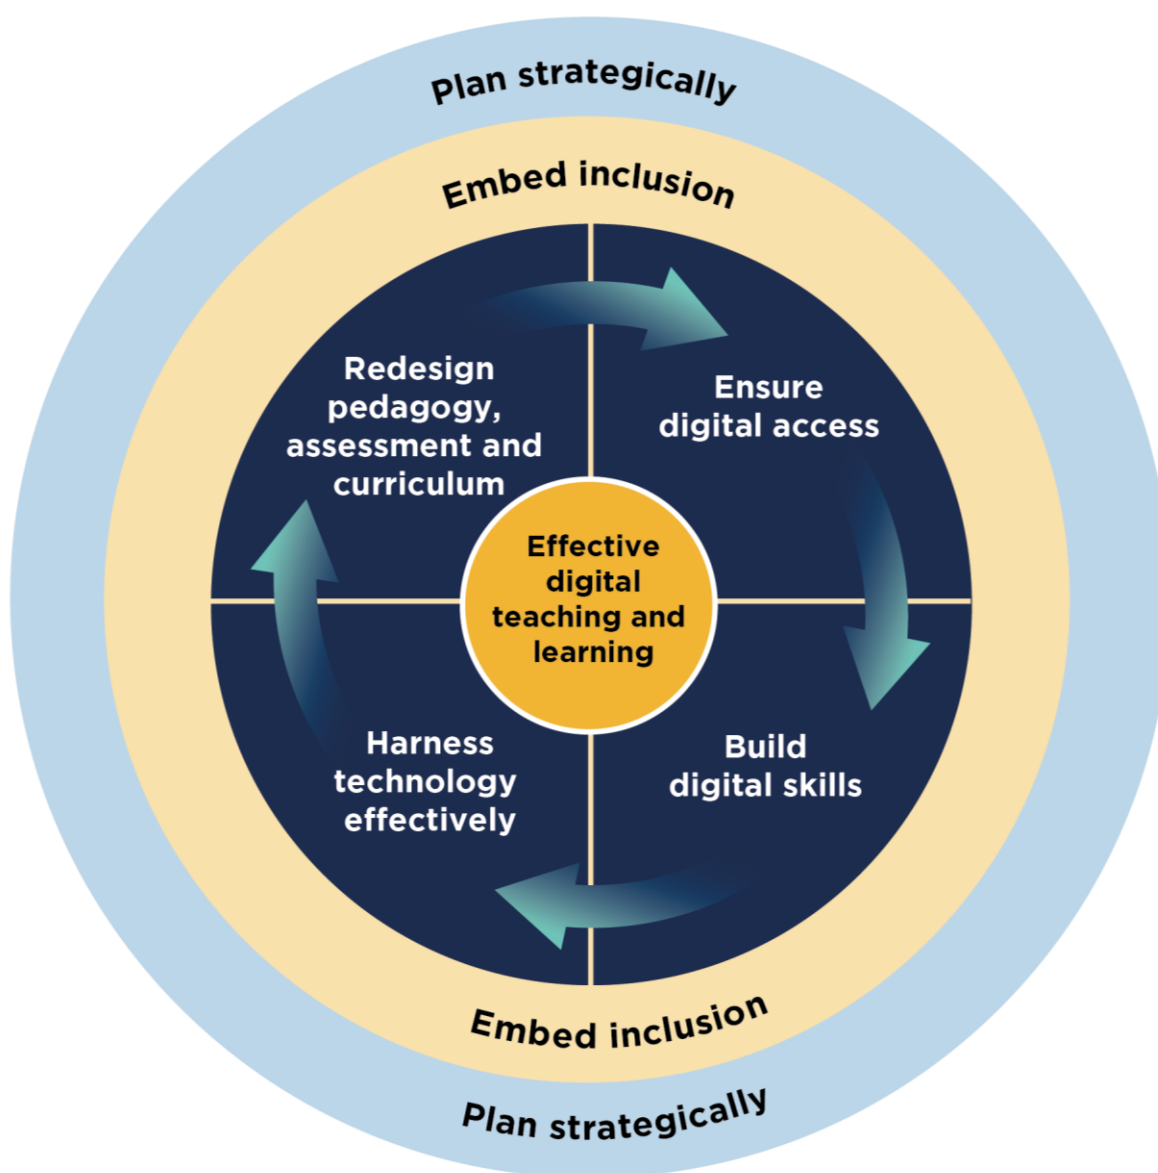 Plan strategically
Embed inclusion
Redesign
pedagogy,
assessment and
curriculum
Ensure
digital access
Effective
digital
teaching and
learning
Harness
technology
effectively
Build
digital skills
Embed inclusion
Plan strategically